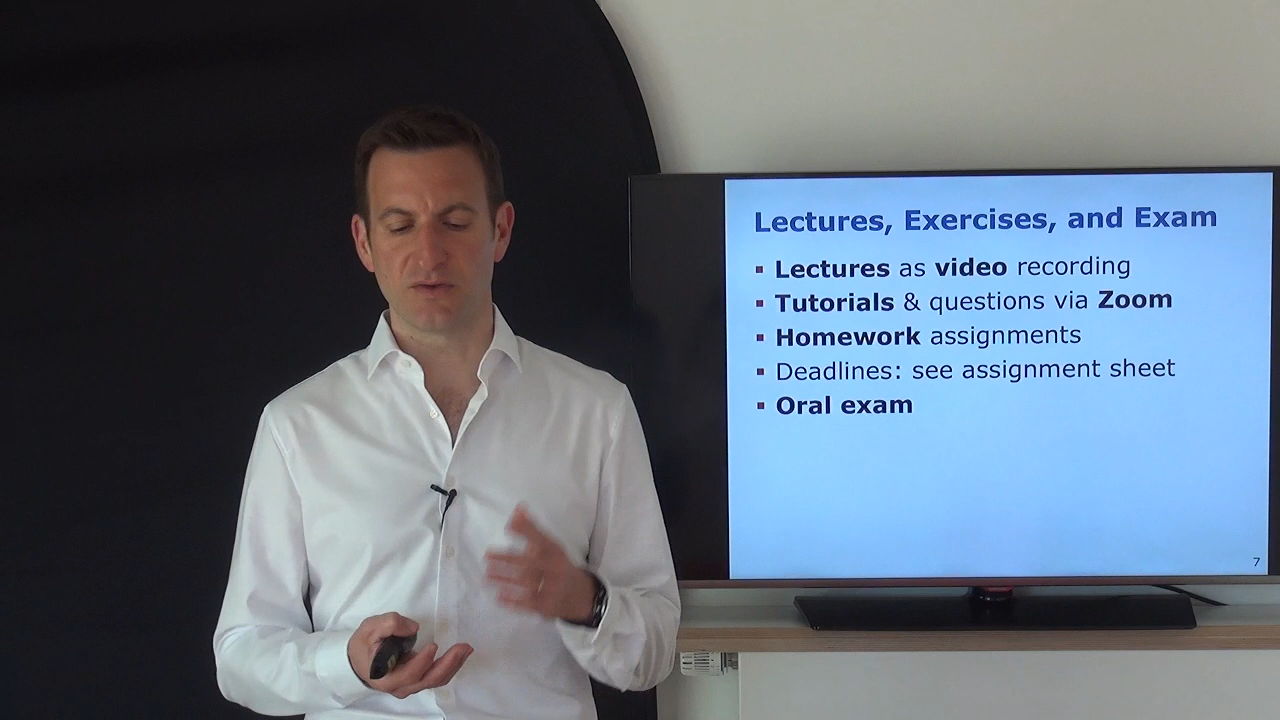 Lectures, Exercises, and Exam
Lectures as video recording
Tutorials & questions via Zoom
Homework assignments
Deadlines: see assignment sheet
Oral exam
7